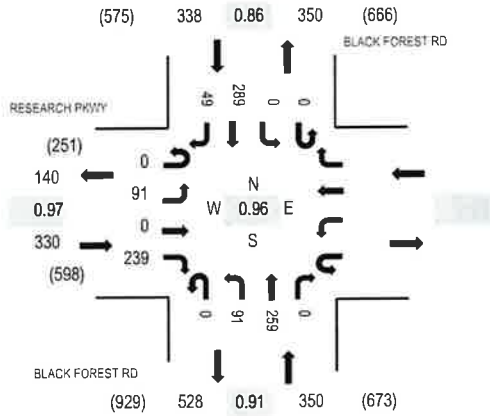 (575) 338 0.86 350 (666)
BLACK FOREST RD
49 289 0 0
RESEARCH PKWY
(251)
140
0
91
N
0.97
W 0.96 E
0
330
S
239
(598)
0 91 259 0
BLACK FOREST RD
(929) 528 0.91 350 (673)